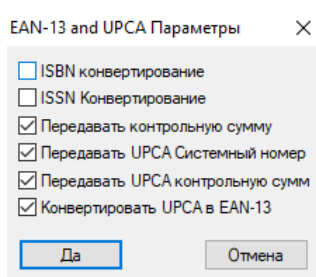 EAN-13 and UPCA Параметры
ISBN конвертирование
ISSN Конвертирование
Передавать контрольную сумму
Передавать UPCA Системный номер
Передавать UPCA контрольную сумм
Конвертировать UPCA в EAN-13
Да Отмена